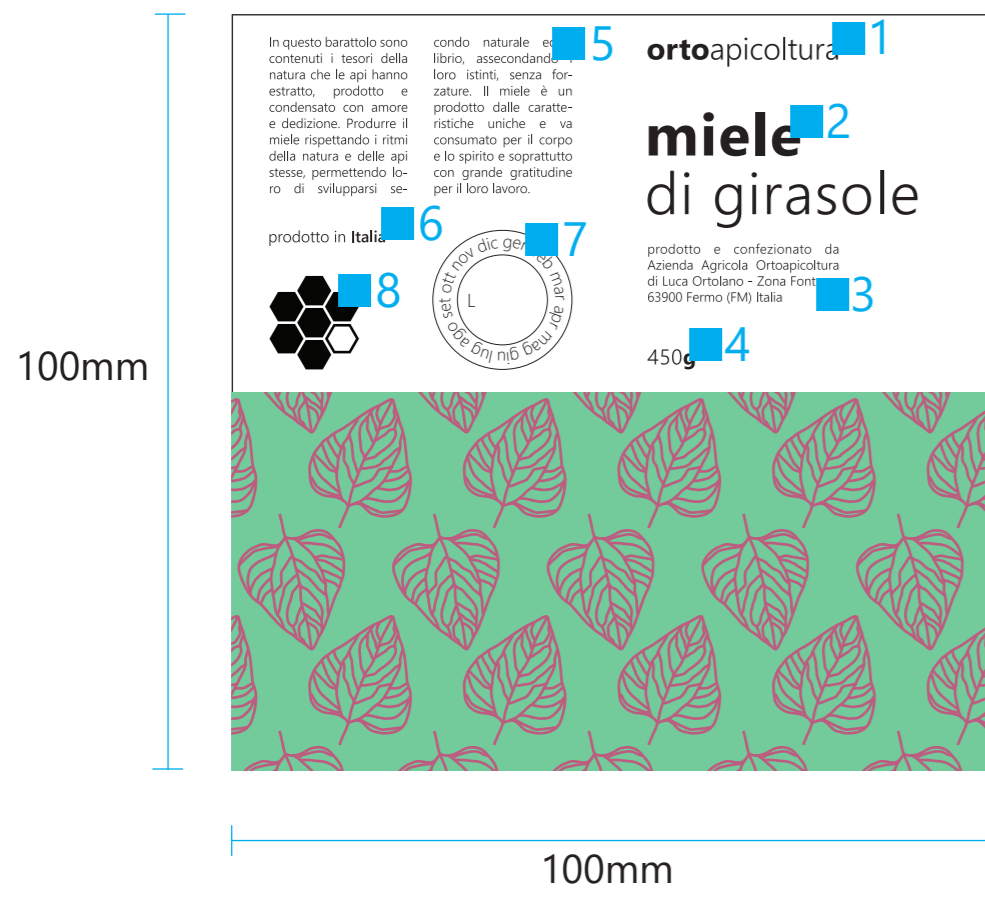 In questo barattolo sono
contenuti i tesori della
natura che le api hanno
estratto, prodotto e
condensato con amore
e dedizione. Produrre il
miele rispettando i ritmi
della natura e delle api
stesse, permettendo lo-
ro di svilupparsi se-
condo naturale
librio, assecondando i
loro istinti, senza for-
zature. Il miele è un
prodotto dalle caratte-
ristiche uniche e va
consumato per il corpo
e lo spirito e soprattutto
con grande gratitudine
per il loro lavoro.
5
prodotto in Italia
6
8
gen feb mar apr mag giu lug ago set ott nov dic
L
7
ortoapicoltura
1
miele
2
di girasole
prodotto e confezionato da
Azienda Agricola Ortoapicoltura
di Luca Ortolano - Zona
63900 Fermo (FM) Italia
3
450g
4
100mm
100mm